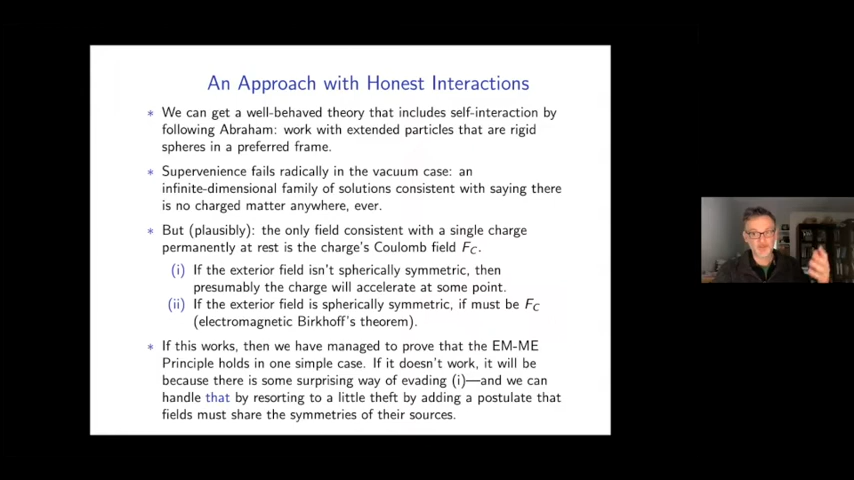 An Approach with Honest Interactions
* We can get a well-behaved theory that includes self-interaction by
following Abraham: work with extended particles that are rigid
spheres in a preferred frame.
* Supervenience fails radically in the vacuum case: an
infinite-dimensional family of solutions consistent with saying there
is no charged matter anywhere, ever.
* But (plausibly): the only field consistent with a single charge
permanently at rest is the charge's Coulomb field F_C.
(i) If the exterior field isn't spherically symmetric, then
presumably the charge will accelerate at some point.
(ii) If the exterior field is spherically symmetric, if must be F_C
(electromagnetic Birkhoff's theorem).
* If this works, then we have managed to prove that the EM-ME
Principle holds in one simple case. If it doesn't work, it will be
because there is some surprising way of evading (i)—and we can
handle that by resorting to a little theft by adding a postulate that
fields must share the symmetries of their sources.